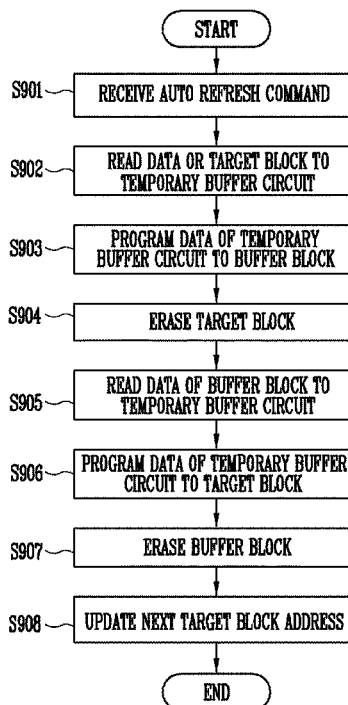 START
S901
RECEIVE AUTO REFRESH COMMAND
S902
READ DATA OR TARGET BLOCK TO
TEMPORARY BUFFER CIRCUIT
S903
PROGRAM DATA OF TEMPORARY
BUFFER CIRCUIT TO BUFFER BLOCK
S904
ERASE TARGET BLOCK
S905
READ DATA OF BUFFER BLOCK TO
TEMPORARY BUFFER CIRCUIT
S906
PROGRAM DATA OF TEMPORARY BUFFER
CIRCUIT TO TARGET BLOCK
S907
ERASE BUFFER BLOCK
S908
UPDATE NEXT TARGET BLOCK ADDRESS
END